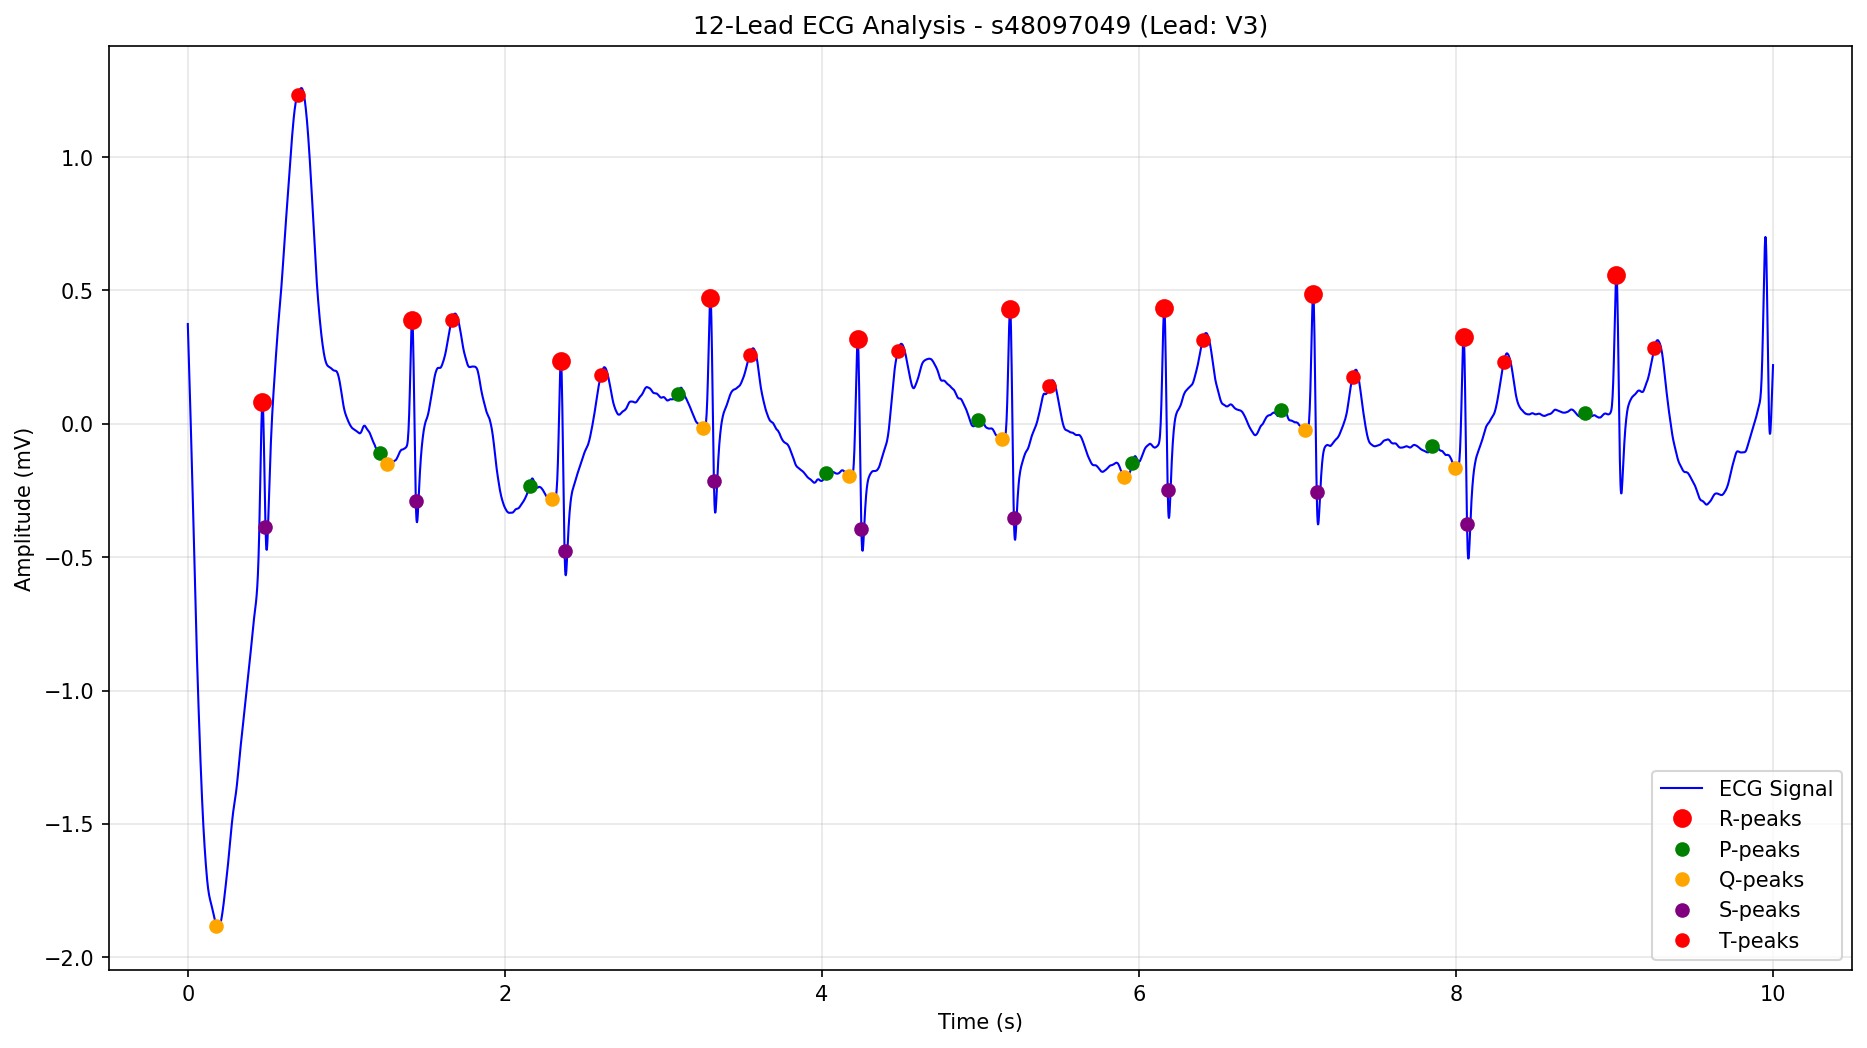 12-Lead ECG Analysis - s48097049 (Lead: V3)
Amplitude (mV)
1.0
0.5
0.0
−0.5
−1.0
−1.5
−2.0
0 2 4 6 8 10
Time (s)
ECG Signal
R-peaks
P-peaks
Q-peaks
S-peaks
T-peaks